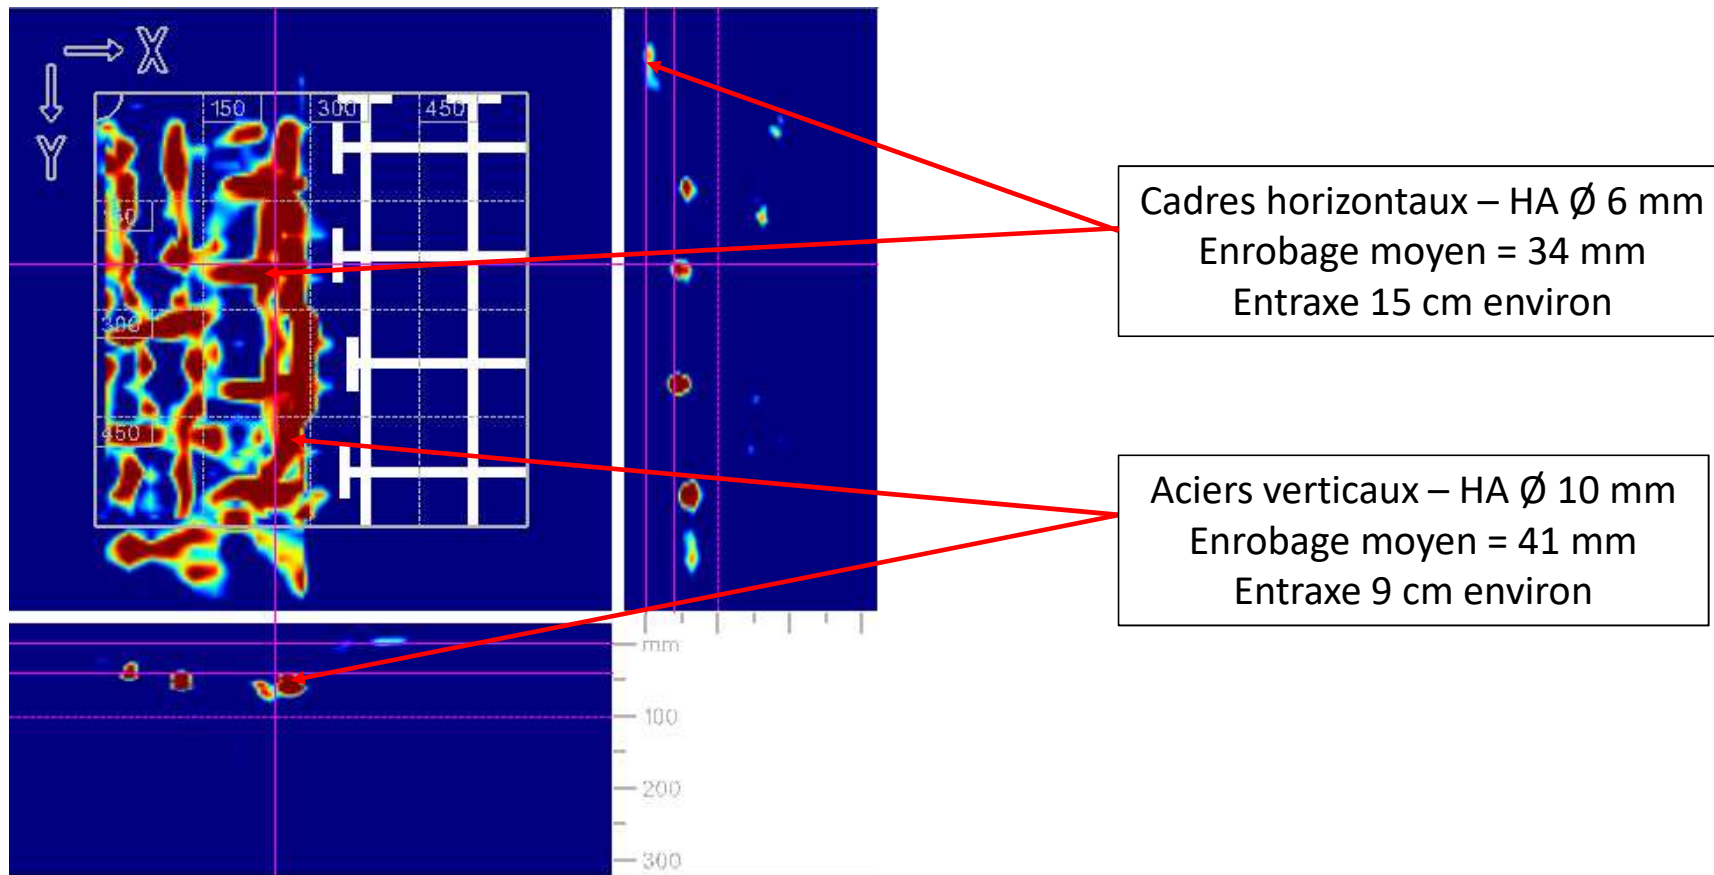 X
Y
150
300
450
150
300
450
mm
100
200
300
Cadres horizontaux – HA Ø 6 mm
Enrobage moyen = 34 mm
Entraxe 15 cm environ
Aciers verticaux – HA Ø 10 mm
Enrobage moyen = 41 mm
Entraxe 9 cm environ